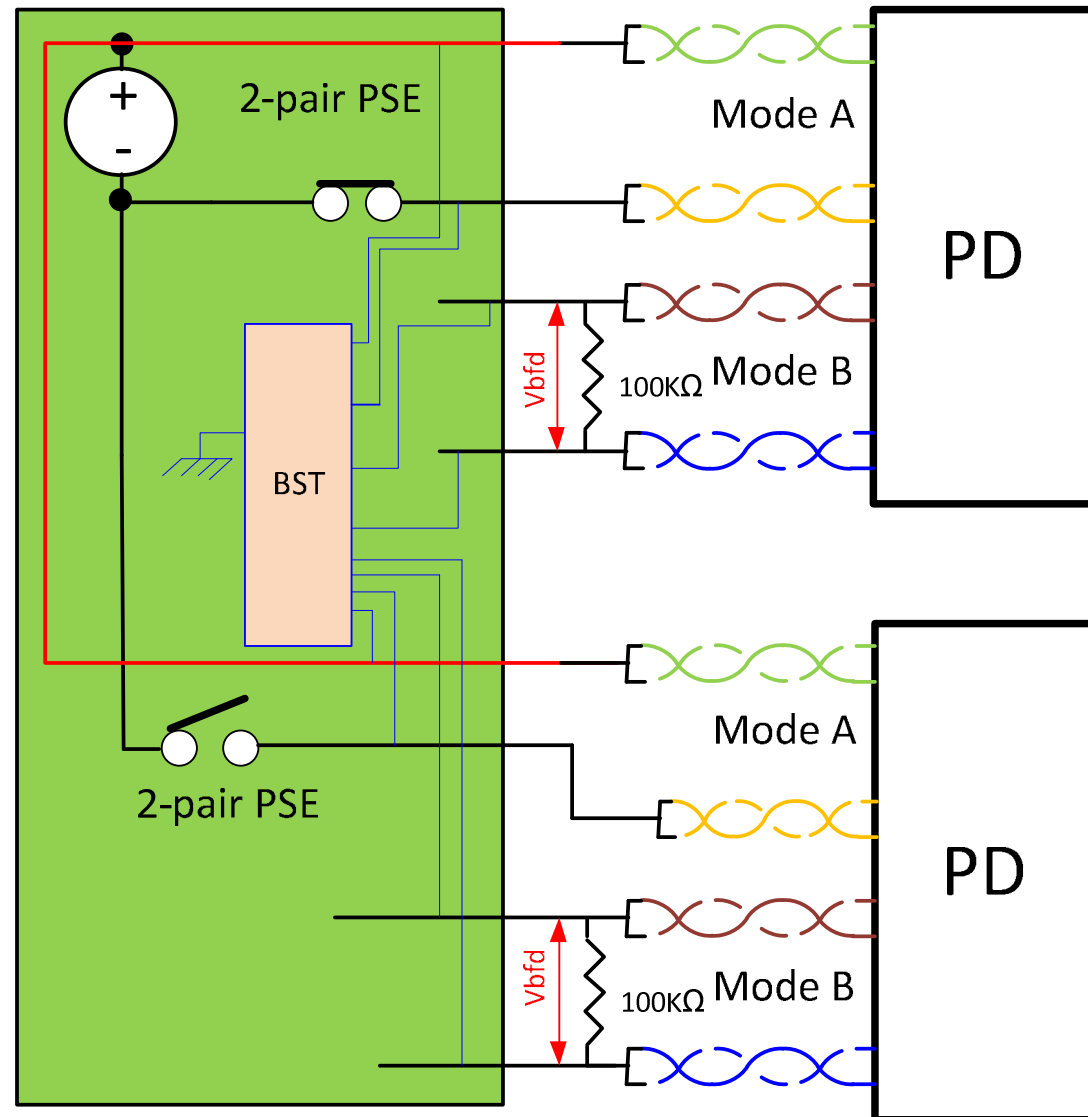 +
-
2-pair PSE
Mode A
PD
Vbfd
100KΩ
Mode B
BST
Mode A
2-pair PSE
PD
Vbfd
100KΩ
Mode B